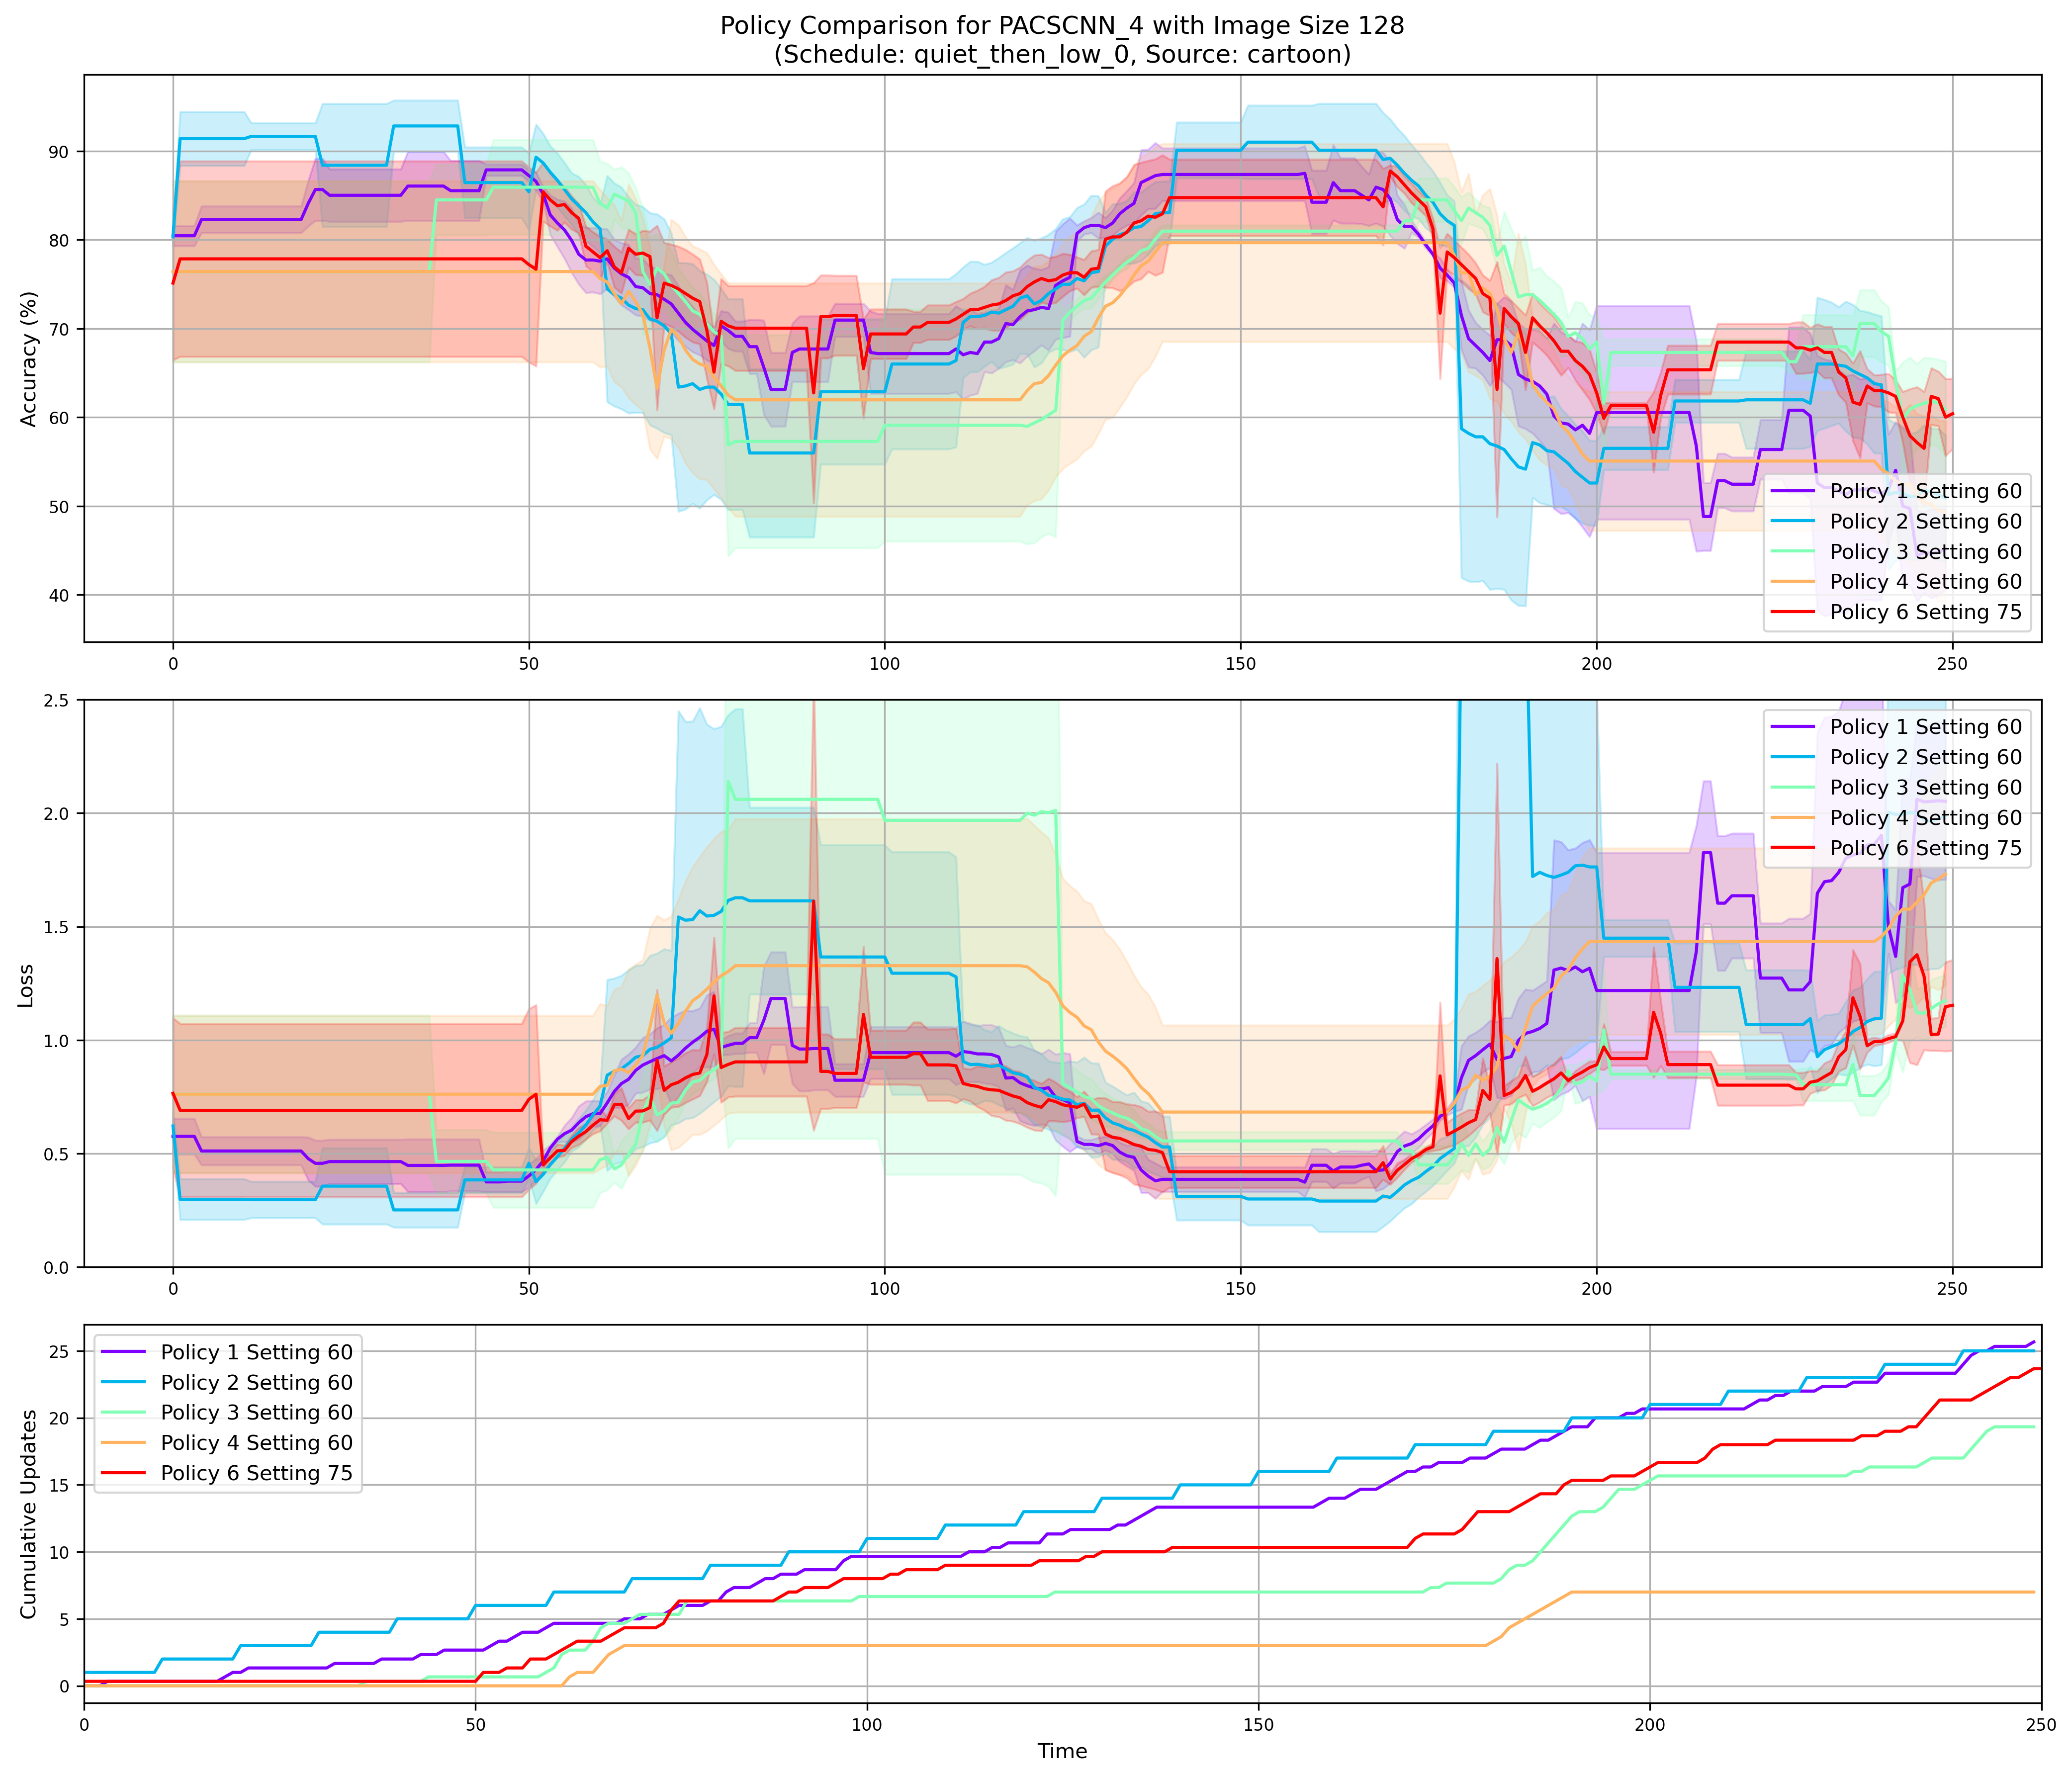 Policy Comparison for PACSCNN_4 with Image Size 128
(Schedule: quiet_then_low_0, Source: cartoon)
Accuracy (%)
90
80
70
60
50
40
0
50
100
150
200
250
Policy 1 Setting 60
Policy 2 Setting 60
Policy 3 Setting 60
Policy 4 Setting 60
Policy 6 Setting 75
Loss
2.5
2.0
1.5
1.0
0.5
0.0
0
50
100
150
200
250
Policy 1 Setting 60
Policy 2 Setting 60
Policy 3 Setting 60
Policy 4 Setting 60
Policy 6 Setting 75
Cumulative Updates
25
20
15
10
5
0
0
50
100
150
200
250
Policy 1 Setting 60
Policy 2 Setting 60
Policy 3 Setting 60
Policy 4 Setting 60
Policy 6 Setting 75
Time